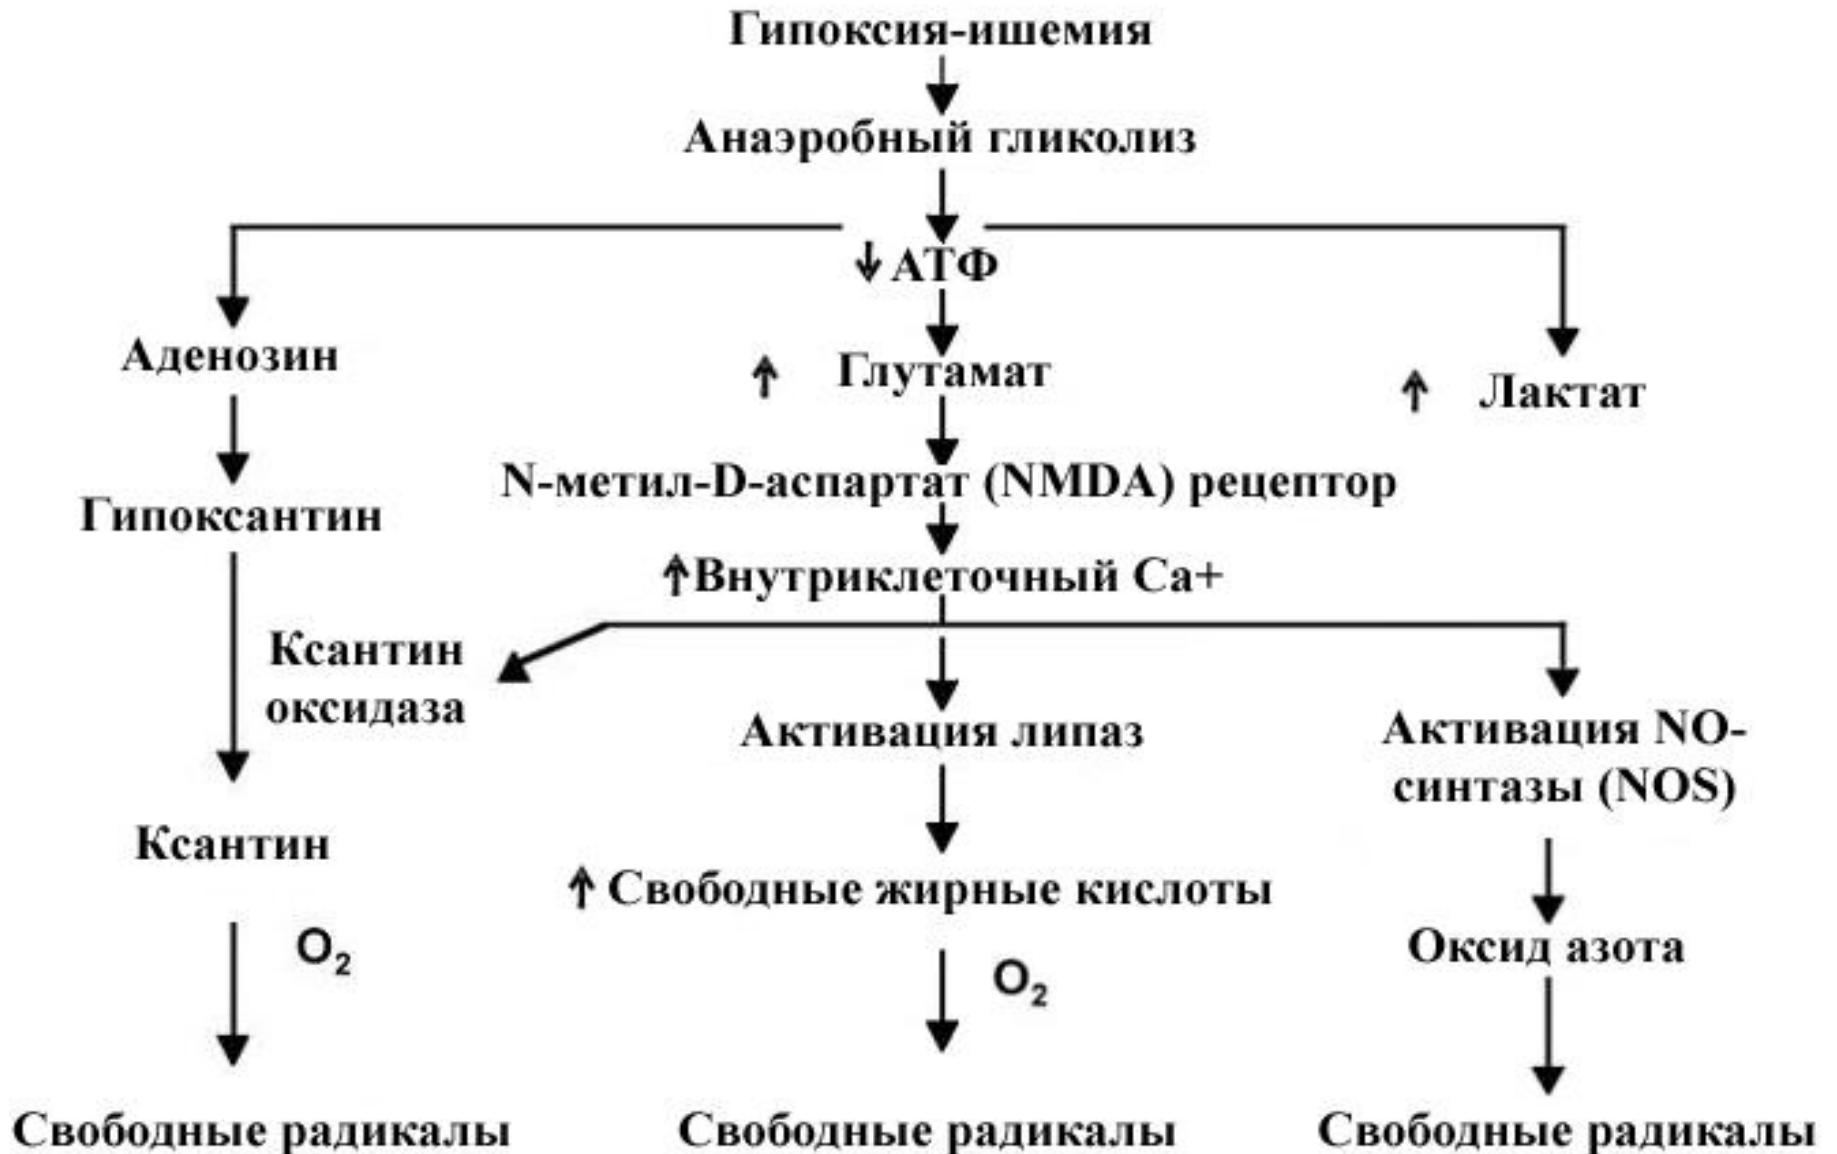 Гипоксия-ишемия
Анаэробный гликолиз
↓ АТФ
Аденозин
↑ Глутамат
↑ Лактат
N-метил-D-аспартат (NMDA) рецептор
Гипоксантин
↑Внутриклеточный Ca+
Ксантин
оксидаза
Активация липаз
Активация NO-
синтазы (NOS)
Ксантин
↑ Свободные жирные кислоты
O₂
Оксид азота
O₂
Свободные радикалы
Свободные радикалы
Свободные радикалы